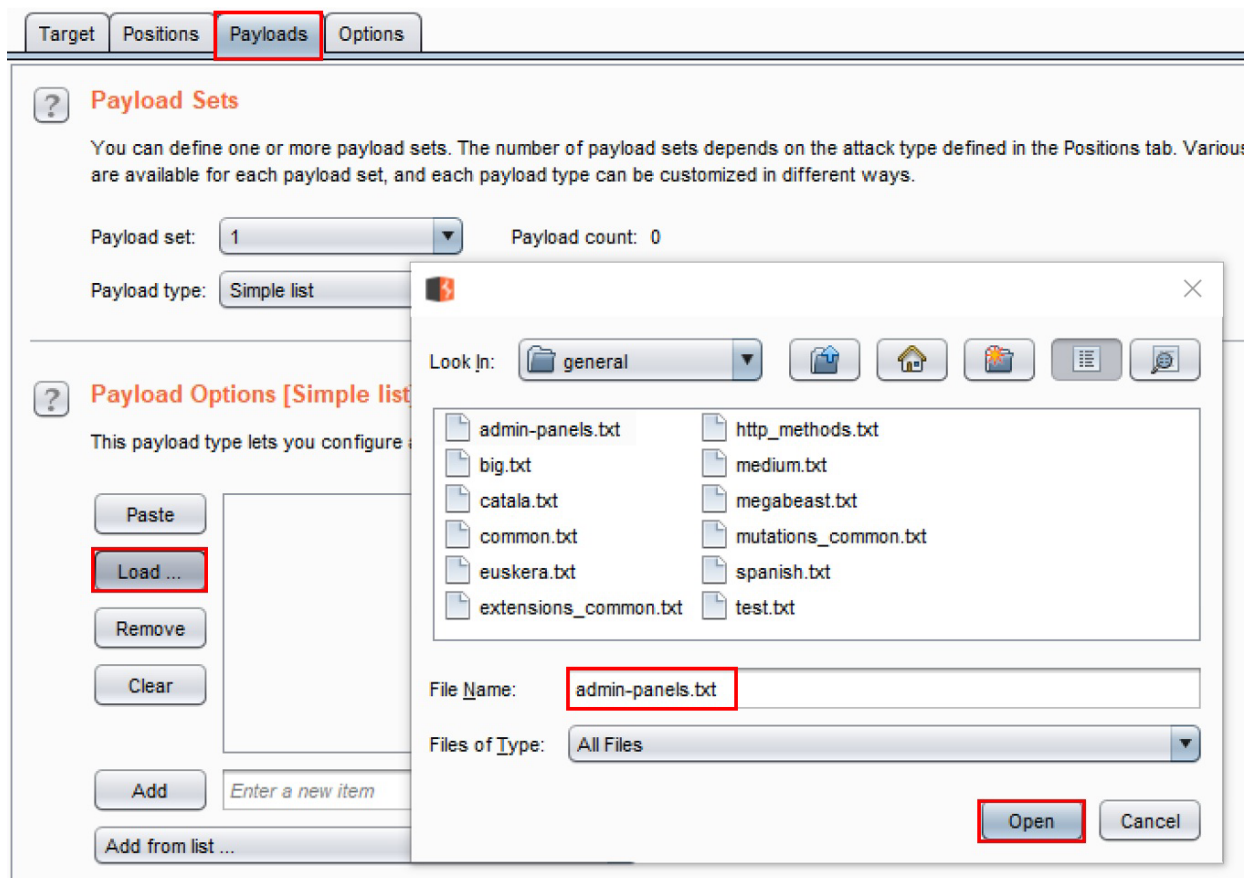 Target Positions Payloads Options
? Payload Sets
You can define one or more payload sets. The number of payload sets depends on the attack type defined in the Positions tab. Various
are available for each payload set, and each payload type can be customized in different ways.
Payload set: 1 Payload count: 0
Payload type: Simple list
? Payload Options [Simple list]
This payload type lets you configure
Paste
Load ...
Remove
Clear
Add Enter a new item
Add from list ...
Look In: general
admin-panels.txt http_methods.txt
big.txt medium.txt
catala.txt megabeast.txt
common.txt mutations_common.txt
euskera.txt spanish.txt
extensions_common.txt test.txt
File Name: admin-panels.txt
Files of Type: All Files
Open Cancel